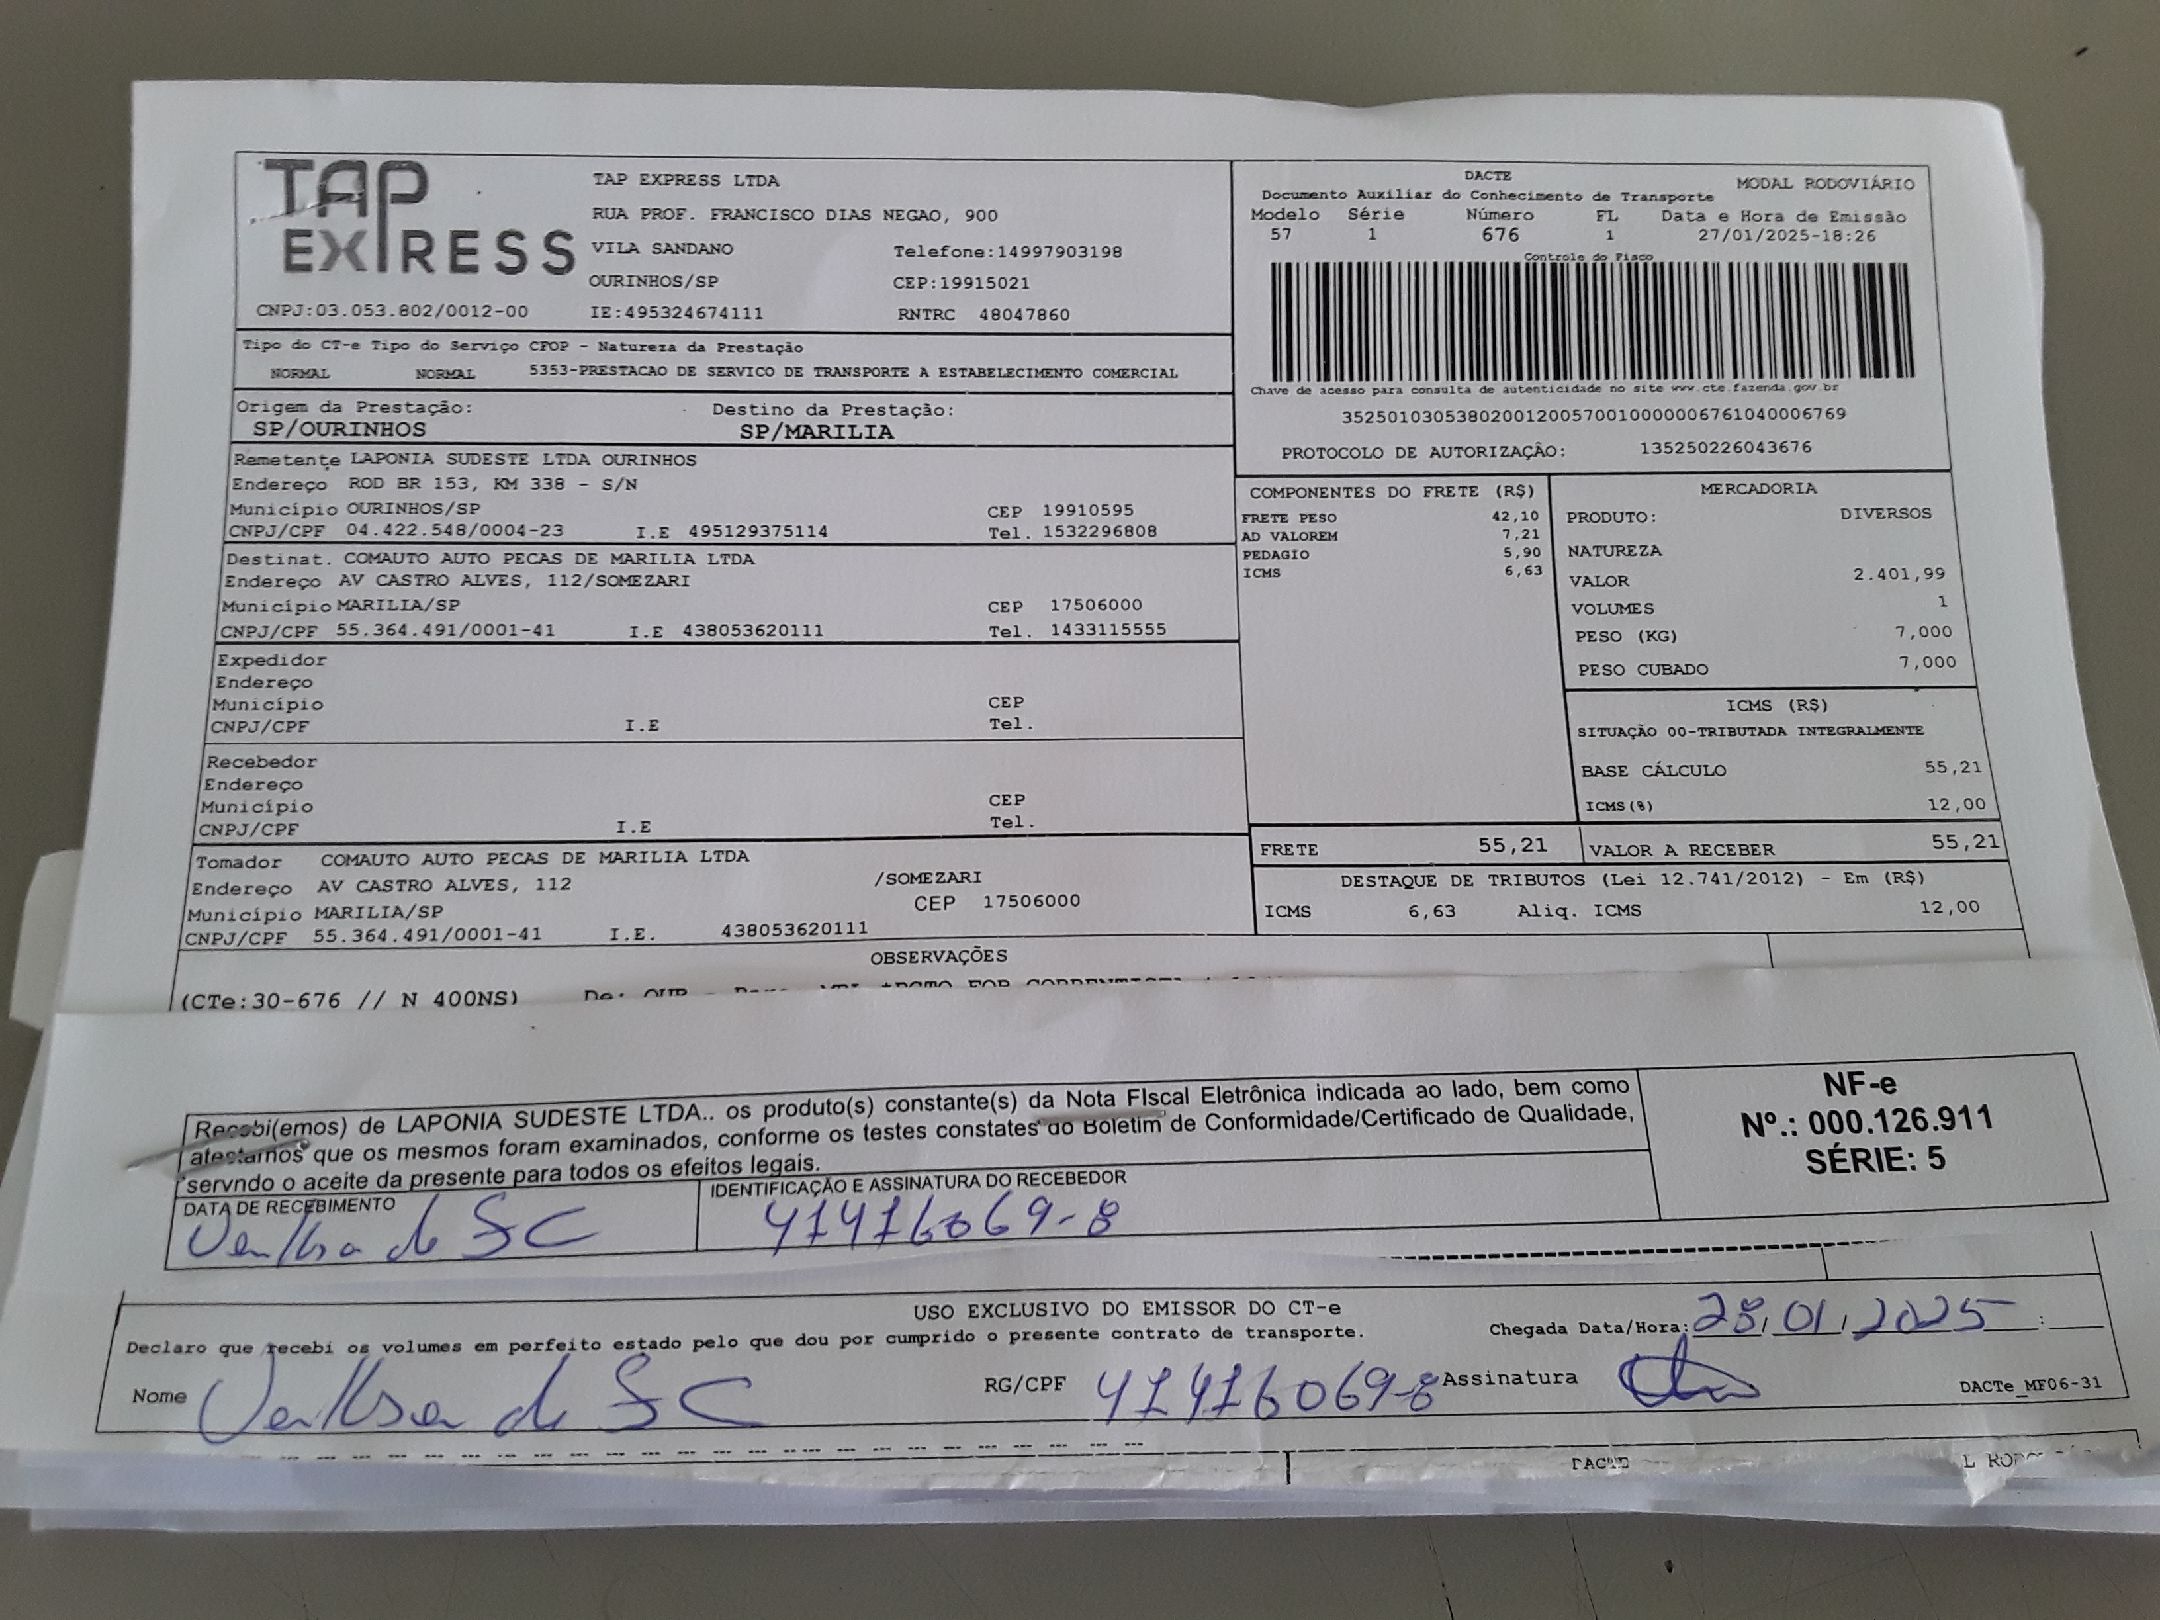 TAP EXPRESS
TAP EXPRESS LTDA
RUA PROF. FRANCISCO DIAS NEGAO, 900
VILA SANDANO Telefone:14997903198
OURINHOS/SP CEP:19915021
CNPJ:03.053.802/0012-00 IE:495324674111 RNTRC 48047860
DACTE MODAL RODOVIÁRIO
Documento Auxiliar do Conhecimento de Transporte
Modelo Série Número FL Data e Hora de Emissão
57 1 676 1 27/01/2025-18:26
Controle do Fisco
Chave de acesso para consulta de autenticidade no site www.cte.fazenda.gov.br
35250103053802001200570010000006761040006769
PROTOCOLO DE AUTORIZAÇÃO: 135250226043676
Tipo do CT-e Tipo do Serviço CFOP - Natureza da Prestação
NORMAL NORMAL 5353-PRESTACAO DE SERVICO DE TRANSPORTE A ESTABELECIMENTO COMERCIAL
Origem da Prestação: Destino da Prestação:
SP/OURINHOS SP/MARILIA
Remetente LAPONIA SUDESTE LTDA OURINHOS
Endereço ROD BR 153, KM 338 - S/N
Município OURINHOS/SP CEP 19910595
CNPJ/CPF 04.422.548/0004-23 I.E 495129375114 Tel. 1532296808
Destinat. COMAUTO AUTO PECAS DE MARILIA LTDA
Endereço AV CASTRO ALVES, 112/SOMEZARI
Município MARILIA/SP CEP 17506000
CNPJ/CPF 55.364.491/0001-41 I.E 438053620111 Tel. 1433115555
Expedidor
Endereço
Município CEP
CNPJ/CPF I.E Tel.
Recebedor
Endereço
Município CEP
CNPJ/CPF I.E Tel.
Tomador COMAUTO AUTO PECAS DE MARILIA LTDA
Endereço AV CASTRO ALVES, 112 /SOMEZARI
Município MARILIA/SP CEP 17506000
CNPJ/CPF 55.364.491/0001-41 I.E. 438053620111
COMPONENTES DO FRETE (R$)
FRETE PESO 42,10
AD VALOREM 7,21
PEDAGIO 5,90
ICMS 6,63
MERCADORIA
PRODUTO: DIVERSOS
NATUREZA
VALOR 2.401,99
VOLUMES 1
PESO (KG) 7,000
PESO CUBADO 7,000
ICMS (R$)
SITUAÇÃO 00-TRIBUTADA INTEGRALMENTE
BASE CÁLCULO 55,21
ICMS(%) 12,00
FRETE 55,21 VALOR A RECEBER 55,21
DESTAQUE DE TRIBUTOS (Lei 12.741/2012) - Em (R$)
ICMS 6,63 Aliq. ICMS 12,00
OBSERVAÇÕES
(CTe:30-676 // N 400NS) De: OUR
Recebi(emos) de LAPONIA SUDESTE LTDA.. os produto(s) constante(s) da Nota FIscal Eletrônica indicada ao lado, bem como
atestamos que os mesmos foram examinados, conforme os testes constates do Boletim de Conformidade/Certificado de Qualidade,
servndo o aceite da presente para todos os efeitos legais.
DATA DE RECEBIMENTO IDENTIFICAÇÃO E ASSINATURA DO RECEBEDOR
de SC 41416069-8
NF-e
Nº.: 000.126.911
SÉRIE: 5
USO EXCLUSIVO DO EMISSOR DO CT-e
Declaro que recebi os volumes em perfeito estado pelo que dou por cumprido o presente contrato de transporte. Chegada Data/Hora: 28,01,2025 :
Nome de SC RG/CPF 41416069-8 Assinatura DACTe_MF06-31
DACTE